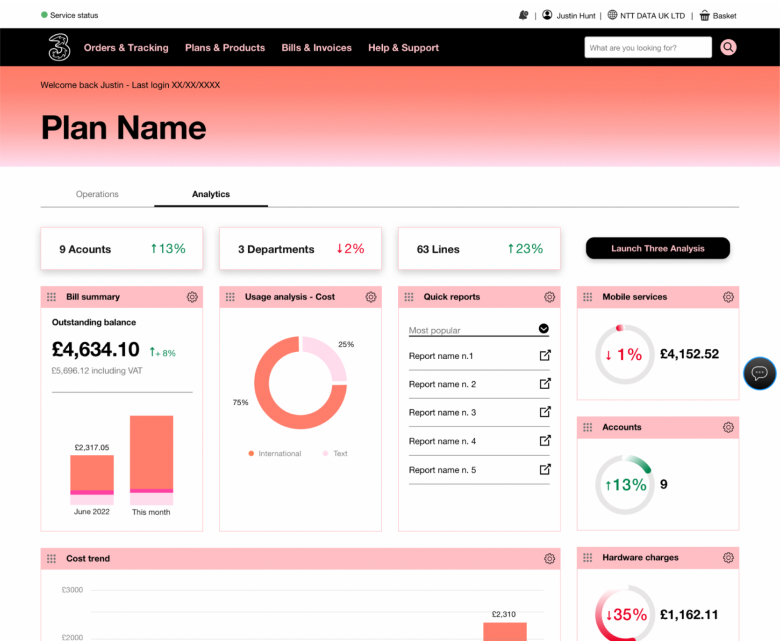 Service status
Justin Hunt | NTT DATA UK LTD | Basket
3 Orders & Tracking Plans & Products Bills & Invoices Help & Support
What are you looking for?
Welcome back Justin - Last login XX/XX/XXXX
Plan Name
Operations Analytics
9 Acounts ↑13%
3 Departments ↓2%
63 Lines ↑23%
Launch Three Analysis
Bill summary
Outstanding balance
£4,634.10 ↑+ 8%
£5,696.12 including VAT
£2,317.05
June 2022 This month
Usage analysis - Cost
25%
75%
International Text
Quick reports
Most popular
Report name n.1
Report name n. 2
Report name n. 3
Report name n. 4
Report name n. 5
Mobile services
↓ 1% £4,152.52
Accounts
↑13% 9
Cost trend
£3000
£2,310
£2000
Hardware charges
↓35% £1,162.11